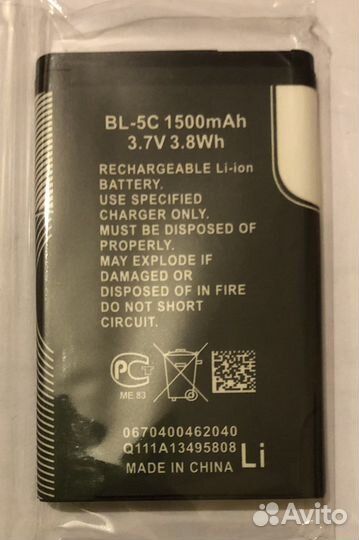 BL-5C 1500mAh
3.7V 3.8Wh
RECHARGEABLE Li-ion
BATTERY.
USE SPECIFIED
CHARGER ONLY.
MUST BE DISPOSED OF
PROPERLY.
MAY EXPLODE IF
DAMAGED OR
DISPOSED OF IN FIRE
DO NOT SHORT
CIRCUIT.
РСТ
ME 83
0670400462040
Q111A13495808
MADE IN CHINA
Li
Avito